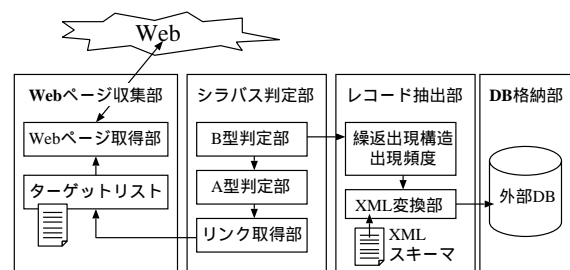 Web
Webページ収集部
Webページ取得部
ターゲットリスト
シラバス判定部
B型判定部
A型判定部
リンク取得部
レコード抽出部
繰返出現構造
出現頻度
XML変換部
XML
スキーマ
DB格納部
外部DB